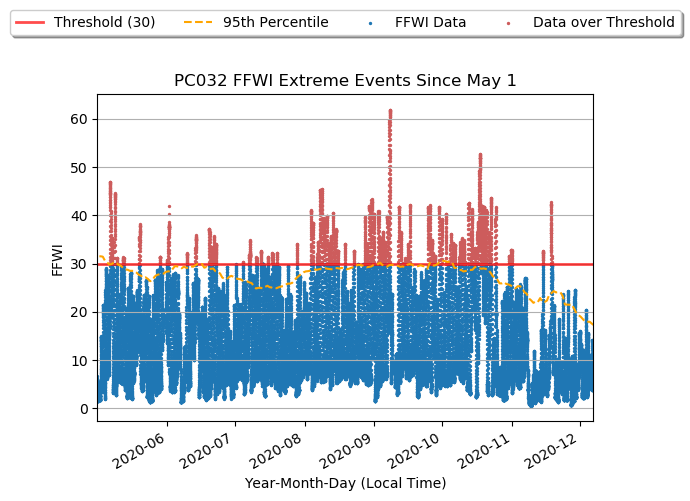 Threshold (30) 95th Percentile FFWI Data Data over Threshold
PC032 FFWI Extreme Events Since May 1
60
50
40
30
20
10
0
FFWI
2020-06 2020-07 2020-08 2020-09 2020-10 2020-11 2020-12
Year-Month-Day (Local Time)